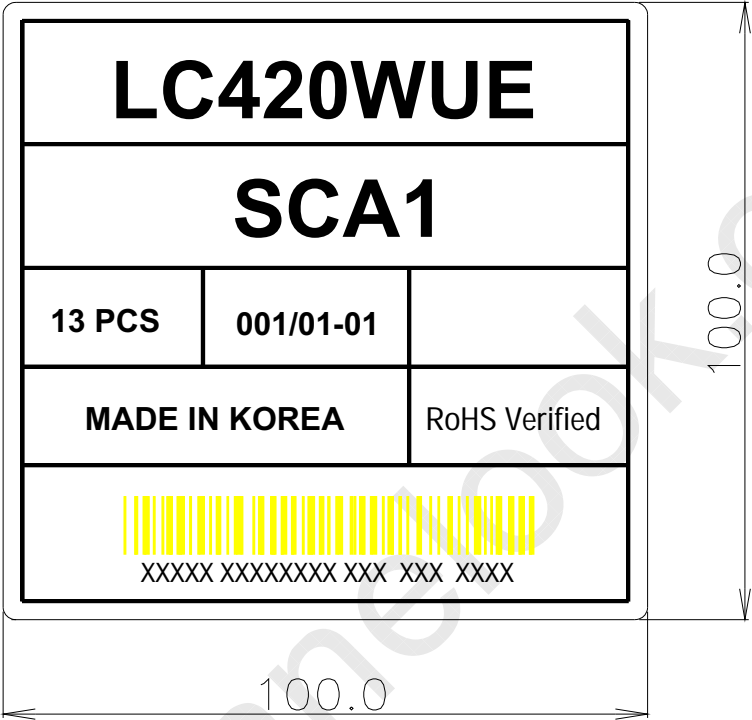 LC420WUE
SCA1
13 PCS 001/01-01
MADE IN KOREA RoHS Verified
XXXXX XXXXXXXX XXX XXX XXXX
100.0
100.0